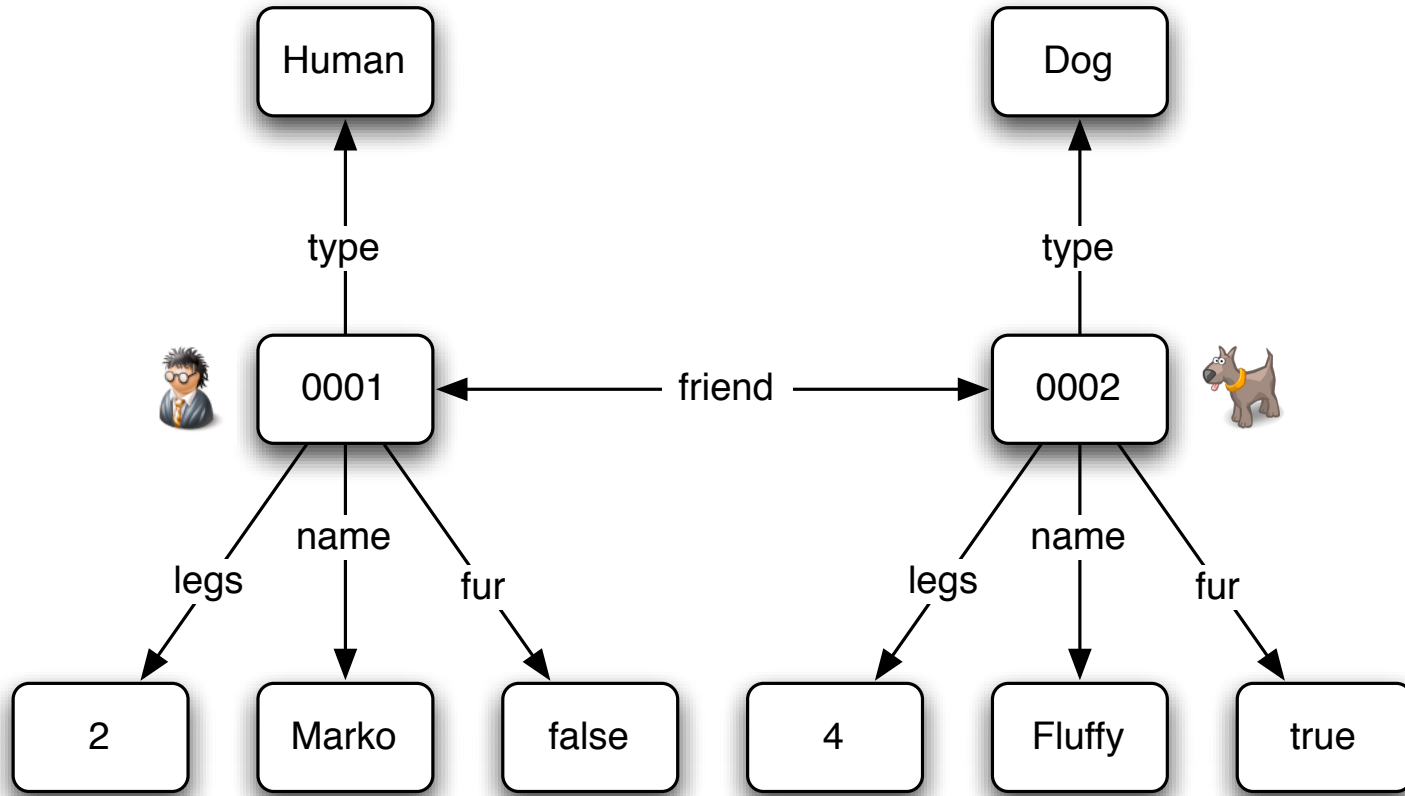 Human
Dog
type
type
0001
friend
0002
name
name
legs
fur
legs
fur
2
Marko
false
4
Fluffy
true